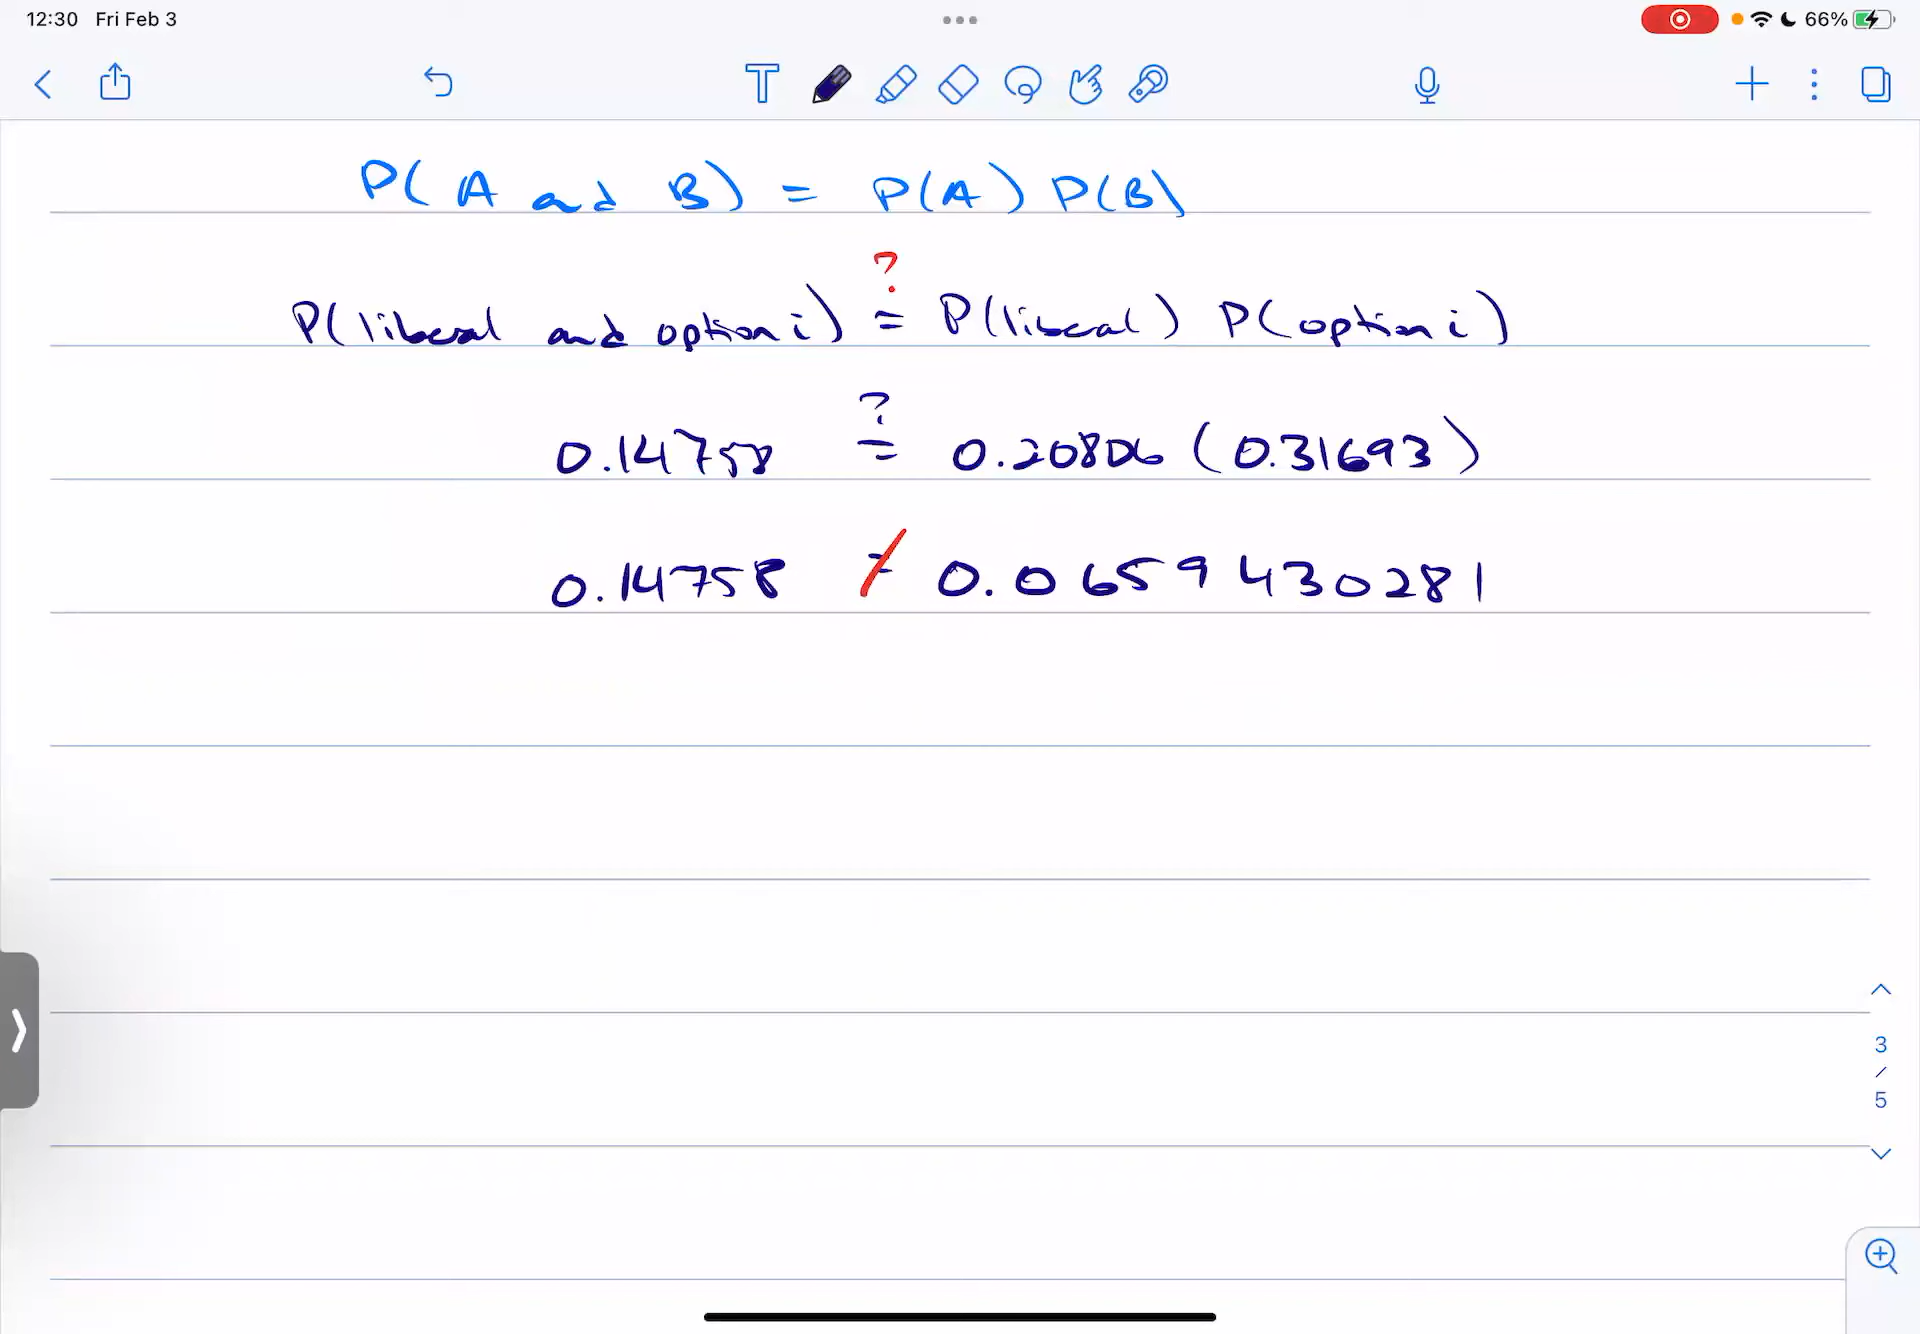 12:30 Fri Feb 3
66%
T
P(A and B) = P(A) P(B)
?
P(liberal and option i) = P(liberal) P(option i)
?
0.14758 = 0.20806 (0.31693)
0.14758 ≠ 0.0659430281
3
/
5